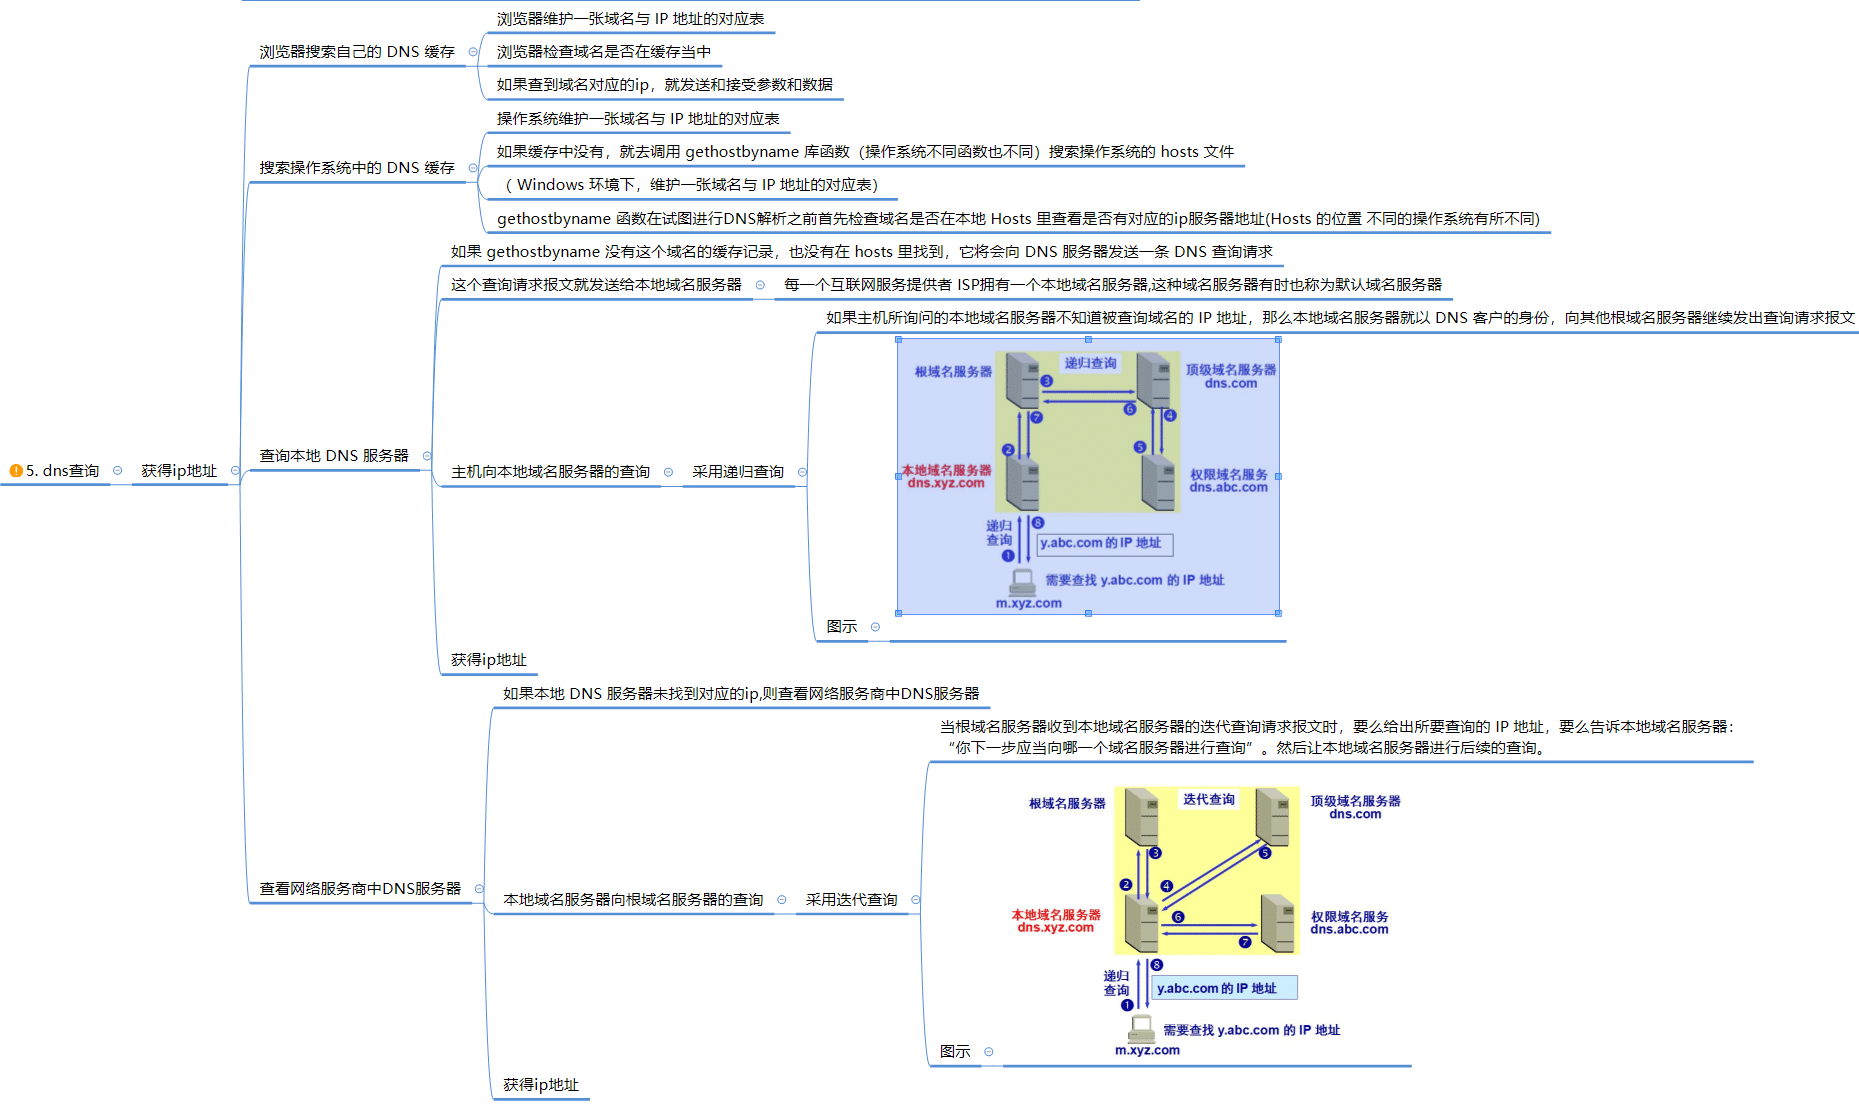 浏览器维护一张域名与 IP 地址的对应表
浏览器搜索自己的 DNS 缓存
浏览器检查域名是否在缓存当中
如果查到域名对应的ip，就发送和接受参数和数据
操作系统维护一张域名与 IP 地址的对应表
如果缓存中没有，就去调用 gethostbyname 库函数（操作系统不同函数也不同）搜索操作系统的 hosts 文件
搜索操作系统中的 DNS 缓存
（ Windows 环境下，维护一张域名与 IP 地址的对应表）
gethostbyname 函数在试图进行DNS解析之前首先检查域名是否在本地 Hosts 里查看是否有对应的ip服务器地址(Hosts 的位置 不同的操作系统有所不同)
如果 gethostbyname 没有这个域名的缓存记录，也没有在 hosts 里找到，它将会向 DNS 服务器发送一条 DNS 查询请求
这个查询请求报文就发送给本地域名服务器
每一个互联网服务提供者 ISP拥有一个本地域名服务器,这种域名服务器有时也称为默认域名服务器
如果主机所询问的本地域名服务器不知道被查询域名的 IP 地址，那么本地域名服务器就以 DNS 客户的身份，向其他根域名服务器继续发出查询请求报文
递归查询
根域名服务器
顶级域名服务器
dns.com
3
6
7
4
5
2
查询本地 DNS 服务器
5. dns查询
获得ip地址
主机向本地域名服务器的查询
采用递归查询
本地域名服务器
dns.xyz.com
权限域名服务
dns.abc.com
递归
查询
8
1
y.abc.com 的 IP 地址
需要查找 y.abc.com 的 IP 地址
m.xyz.com
图示
获得ip地址
如果本地 DNS 服务器未找到对应的ip,则查看网络服务商中DNS服务器
当根域名服务器收到本地域名服务器的迭代查询请求报文时，要么给出所要查询的 IP 地址，要么告诉本地域名服务器：
“你下一步应当向哪一个域名服务器进行查询”。然后让本地域名服务器进行后续的查询。
迭代查询
根域名服务器
顶级域名服务器
dns.com
3
5
2
4
查看网络服务商中DNS服务器
本地域名服务器向根域名服务器的查询
采用迭代查询
本地域名服务器
dns.xyz.com
6
7
权限域名服务
dns.abc.com
递归
查询
8
1
y.abc.com 的 IP 地址
需要查找 y.abc.com 的 IP 地址
m.xyz.com
图示
获得ip地址